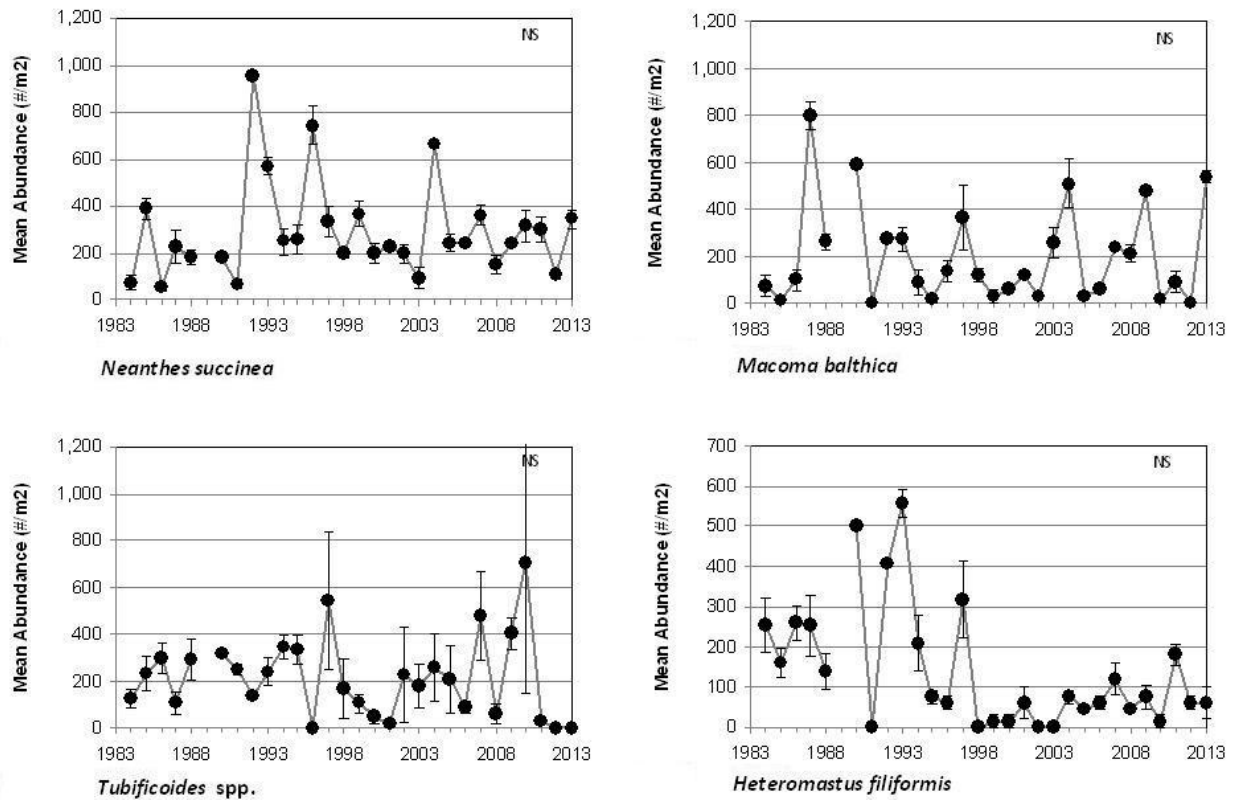 1,200
1,000
800
600
400
200
0
Mean Abundance (#/m2)
NS
1983 1988 1993 1998 2003 2008 2013
Neanthes succinea
1,200
1,000
800
600
400
200
0
Mean Abundance (#/m2)
NS
1983 1988 1993 1998 2003 2008 2013
Macoma balthica
1,200
1,000
800
600
400
200
0
Mean Abundance (#/m2)
NS
1983 1988 1993 1998 2003 2008 2013
Tubificoides spp.
700
600
500
400
300
200
100
0
Mean Abundance (#/m2)
NS
1983 1988 1993 1998 2003 2008 2013
Heteromastus filiformis